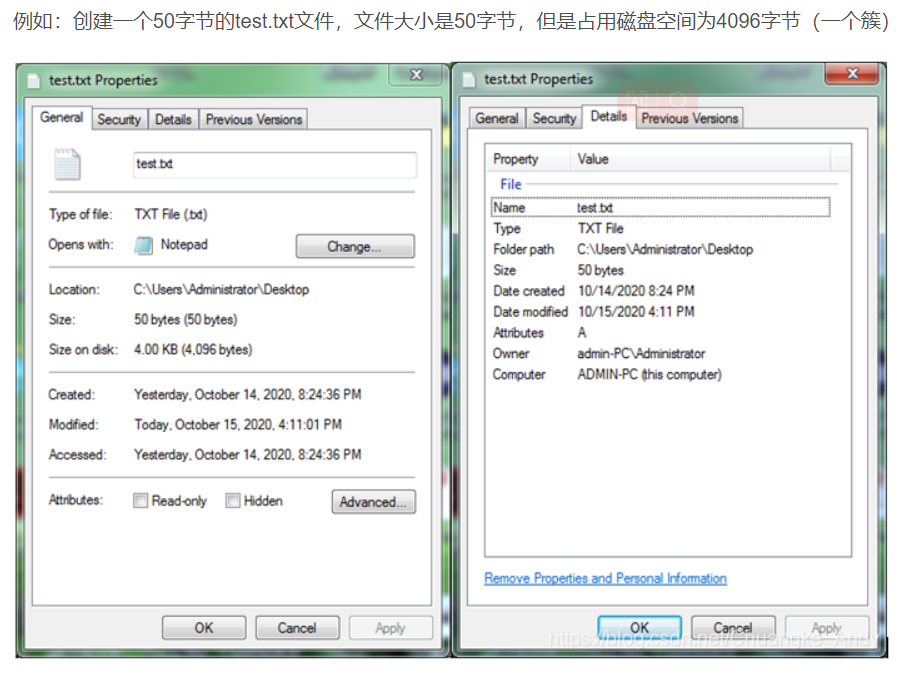 例如：创建一个50字节的test.txt文件，文件大小是50字节，但是占用磁盘空间为4096字节（一个簇）
test.txt Properties
General Security Details Previous Versions
test.txt
Type of file: TXT File (.txt)
Opens with: Notepad Change...
Location: C:\Users\Administrator\Desktop
Size: 50 bytes (50 bytes)
Size on disk: 4.00 KB (4,096 bytes)
Created: Yesterday, October 14, 2020, 8:24:36 PM
Modified: Today, October 15, 2020, 4:11:01 PM
Accessed: Yesterday, October 14, 2020, 8:24:36 PM
Attributes: Read-only Hidden Advanced...
OK Cancel Apply
test.txt Properties
General Security Details Previous Versions
Property Value
File
Name test.txt
Type TXT File
Folder path C:\Users\Administrator\Desktop
Size 50 bytes
Date created 10/14/2020 8:24 PM
Date modified 10/15/2020 4:11 PM
Attributes A
Owner admin-PC\Administrator
Computer ADMIN-PC (this computer)
Remove Properties and Personal Information
OK Cancel Apply